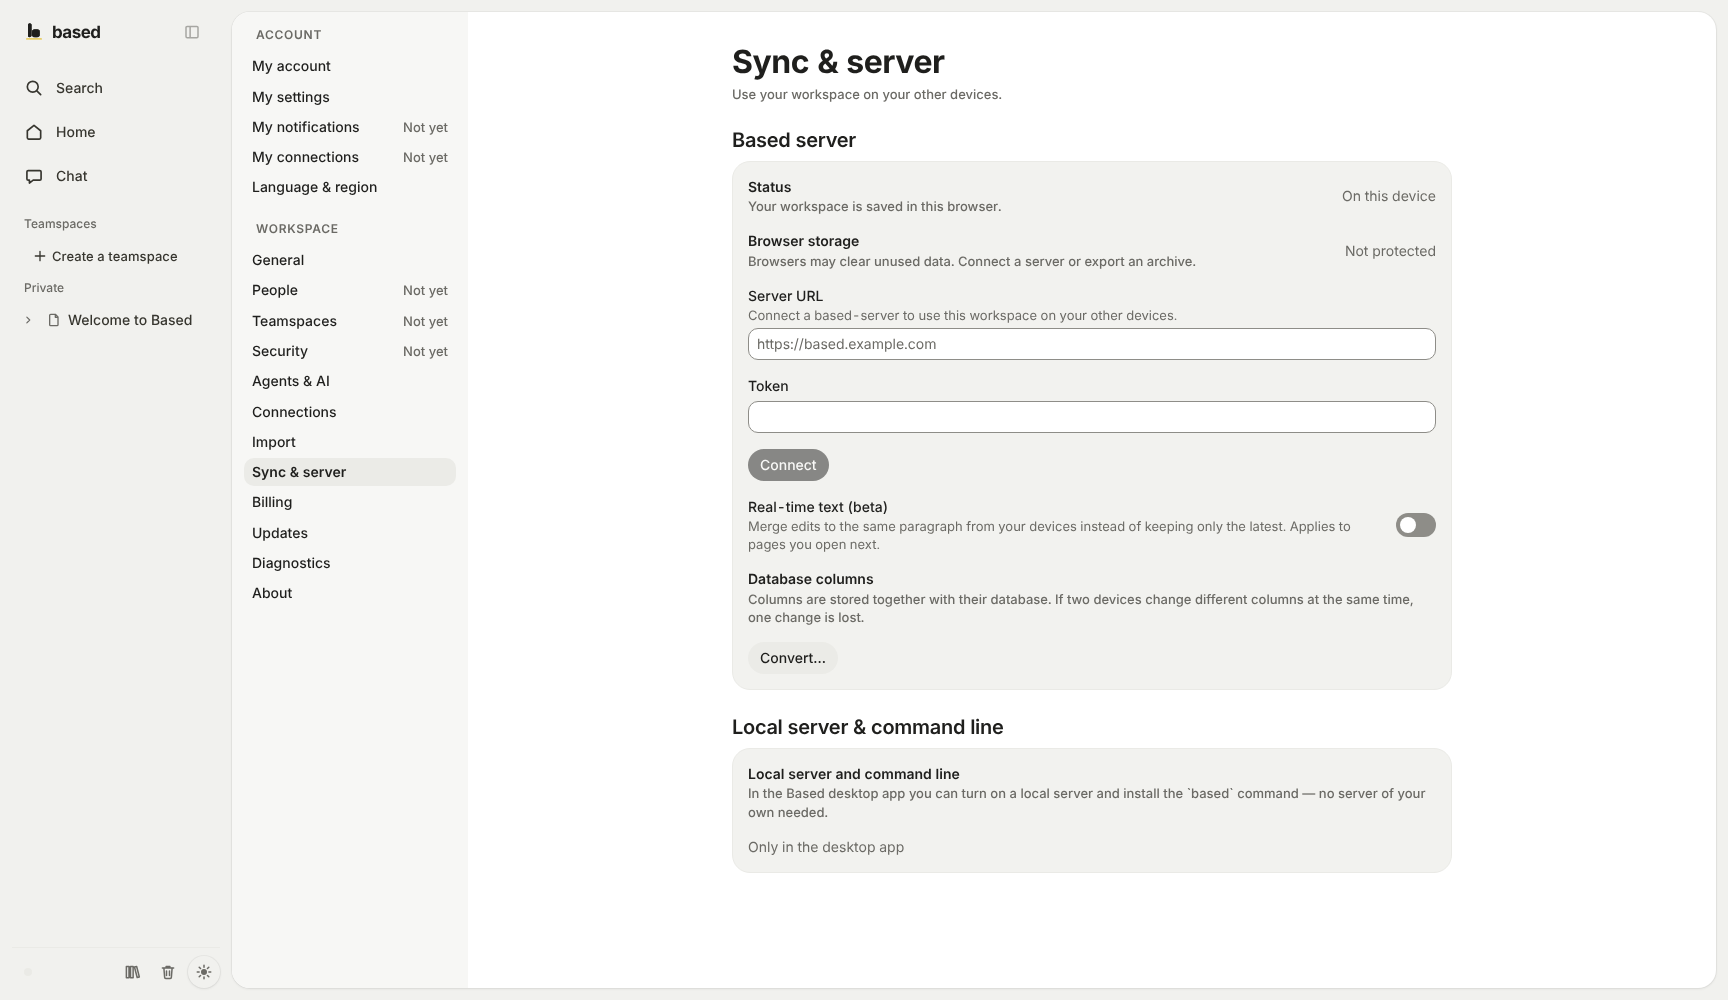 based
Search
Home
Chat
Teamspaces
Create a teamspace
Private
Welcome to Based
ACCOUNT
My account
My settings
My notifications Not yet
My connections Not yet
Language & region
WORKSPACE
General
People Not yet
Teamspaces Not yet
Security Not yet
Agents & AI
Connections
Import
Sync & server
Billing
Updates
Diagnostics
About
Sync & server
Use your workspace on your other devices.
Based server
Status
Your workspace is saved in this browser.
On this device
Browser storage
Browsers may clear unused data. Connect a server or export an archive.
Not protected
Server URL
Connect a based-server to use this workspace on your other devices.
https://based.example.com
Token
Connect
Real-time text (beta)
Merge edits to the same paragraph from your devices instead of keeping only the latest. Applies to
pages you open next.
Database columns
Columns are stored together with their database. If two devices change different columns at the same time,
one change is lost.
Convert...
Local server & command line
Local server and command line
In the Based desktop app you can turn on a local server and install the `based` command — no server of your
own needed.
Only in the desktop app